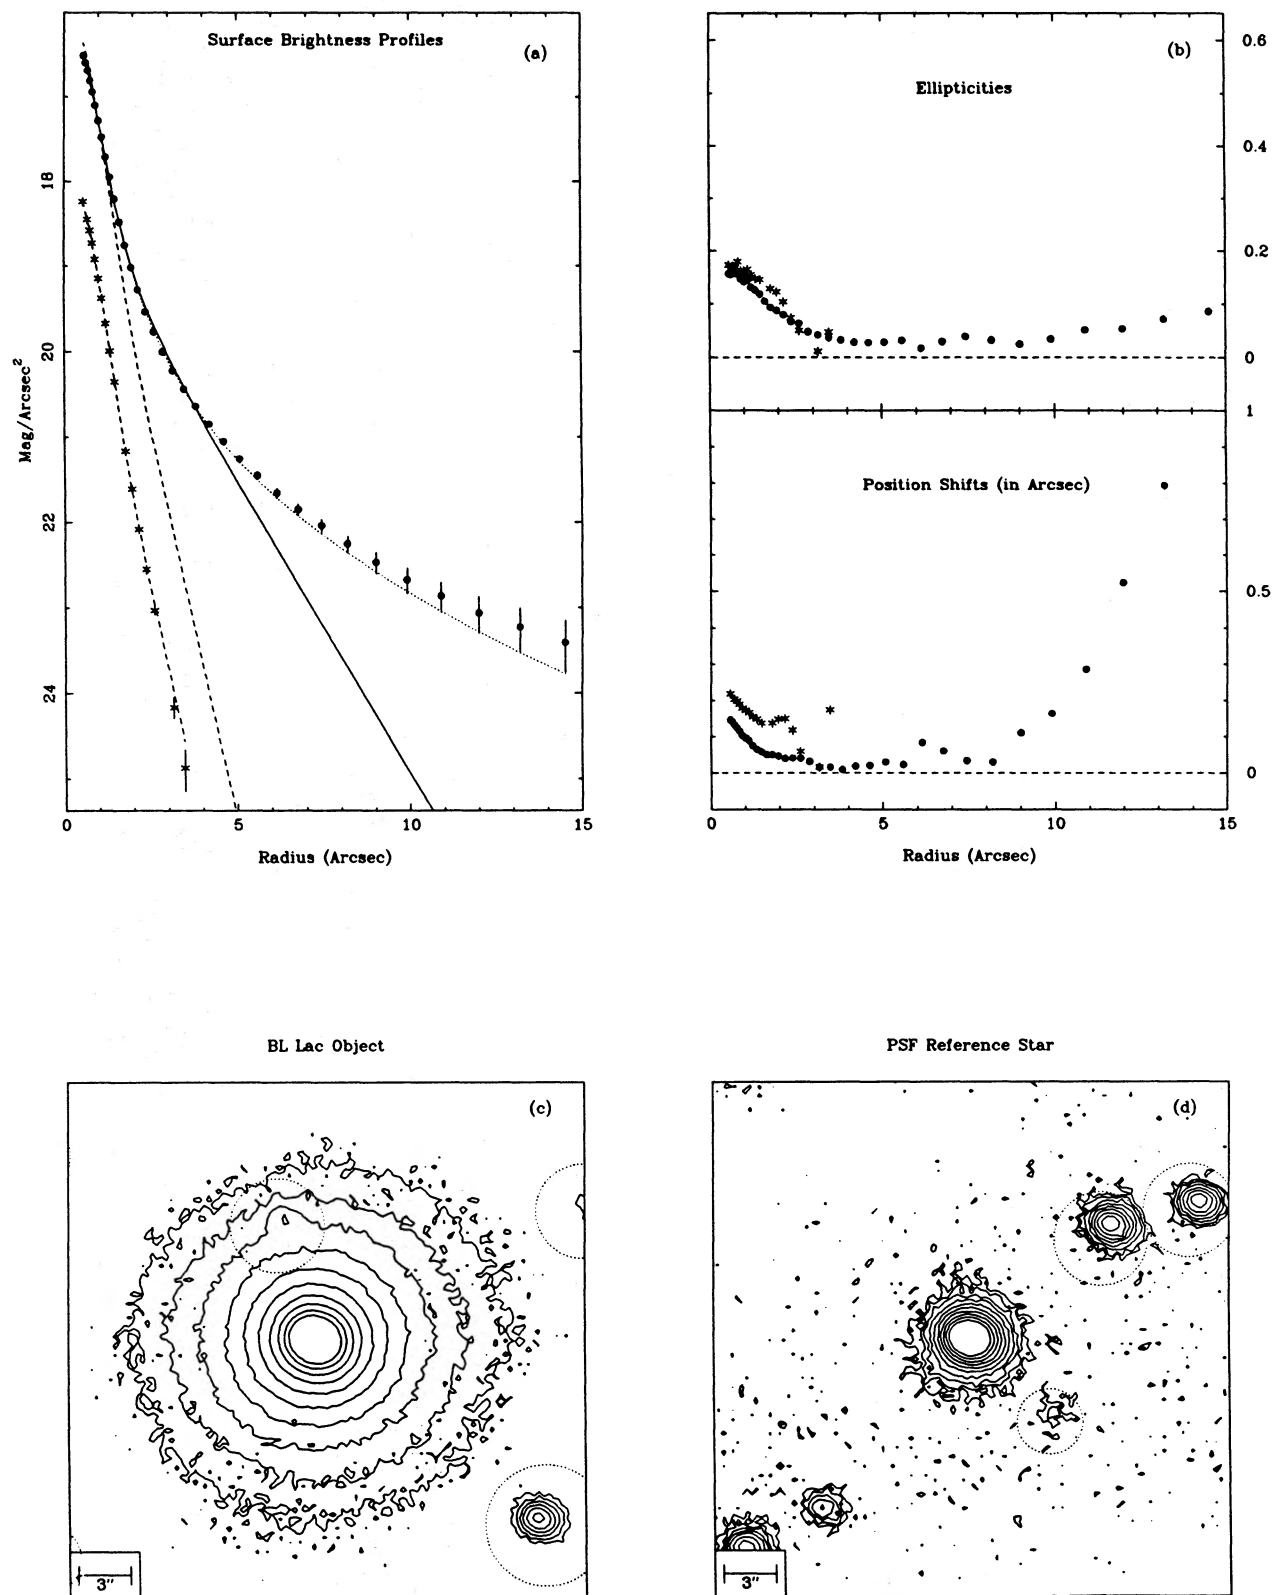 Surface Brightness Profiles
(a)
18
20
22
24
Mag/Arcsec²
0 5 10 15
Radius (Arcsec)
(b)
Ellipticities
0.6
0.4
0.2
0
1
Position Shifts (in Arcsec)
0.5
0
0 5 10 15
Radius (Arcsec)
BL Lac Object
(c)
3"
PSF Reference Star
(d)
3"